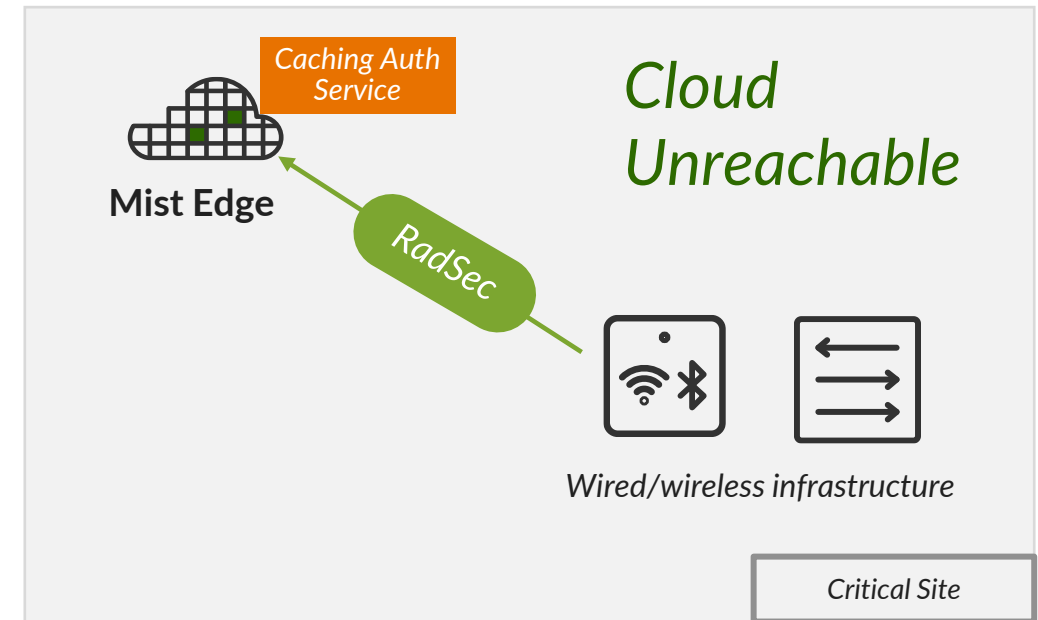 Caching Auth
Service
Cloud
Unreachable
Mist Edge
RadSec
Wired/wireless infrastructure
Critical Site